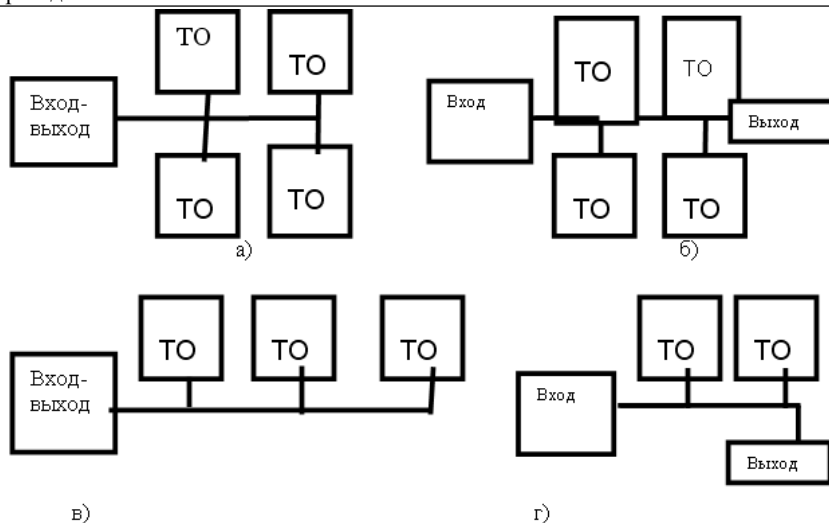 ТО ТО
Вход-
выход
ТО ТО
а)
ТО ТО
Вход
Выход
ТО ТО
б)
ТО ТО ТО
Вход-
выход
в)
ТО ТО
Вход
Выход
г)